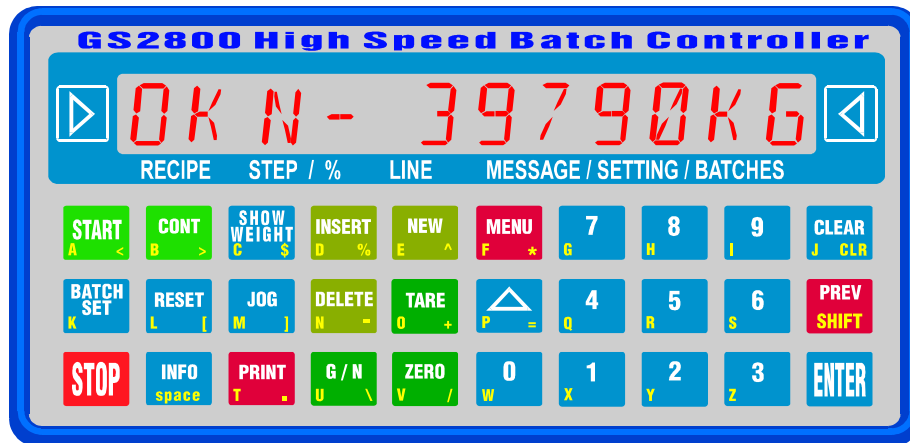 GS2800 High Speed Batch Controller
OK N- 39790KG
RECIPE STEP / % LINE MESSAGE / SETTING / BATCHES
START CONT SHOW WEIGHT INSERT NEW MENU 7 8 9 CLEAR
A < B > C $ D % E ^ F * G H I J CLR
BATCH SET RESET JOG DELETE TARE 4 5 6 PREV
K L [ M ] N - O + P = Q R S SHIFT
STOP INFO PRINT G / N ZERO 0 1 2 3 ENTER
space T . U \ V / W X Y Z